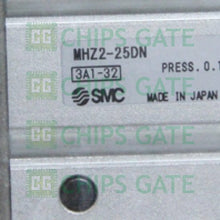 CHIPS GATE
MHZ2-25DN
3A1-32
PRESS. 0.1
SMC
MADE IN JAPAN
CHIPS GATE
CHIPS GATE